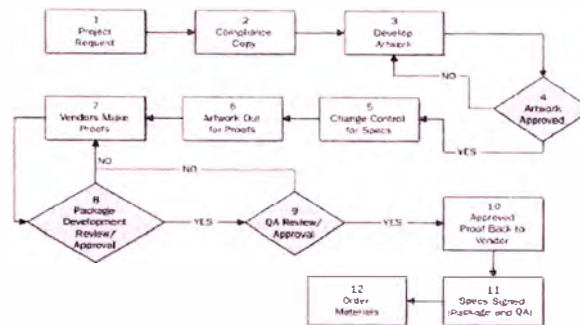 1
Project
Request
2
Compliance
Copy
3
Develop
Artwork
NO
4
Artwork
Approved
YES
5
Change Control
for Specs
6
Artwork Out
for Proofs
7
Vendors Make
Proofs
NO
NO
8
Package
Development
Review/
Approval
YES
9
QA Review/
Approval
YES
10
Approved
Proof Back to
Vendor
11
Specs Signed
(Package and QA)
12
Order
Materials